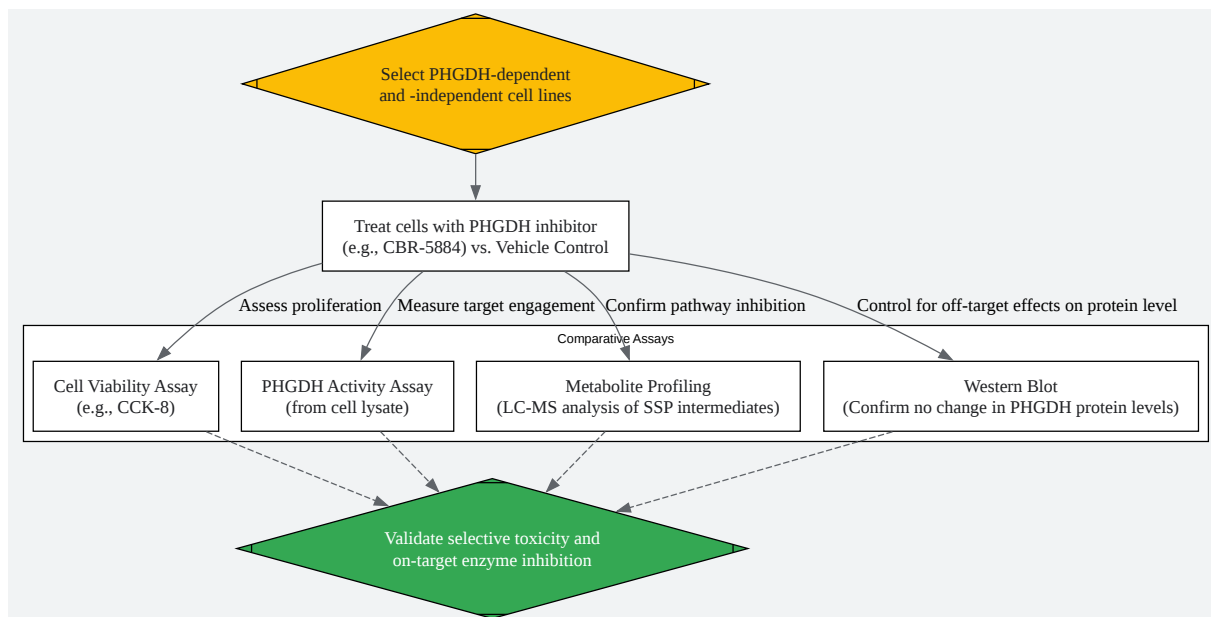 Select PHGDH-dependent
and -independent cell lines
Treat cells with PHGDH inhibitor
(e.g., CBR-5884) vs. Vehicle Control
Assess proliferation
Measure target engagement
Confirm pathway inhibition
Control for off-target effects on protein level
Comparative Assays
Cell Viability Assay
(e.g., CCK-8)
PHGDH Activity Assay
(from cell lysate)
Metabolite Profiling
(LC-MS analysis of SSP intermediates)
Western Blot
(Confirm no change in PHGDH protein levels)
Validate selective toxicity and
on-target enzyme inhibition